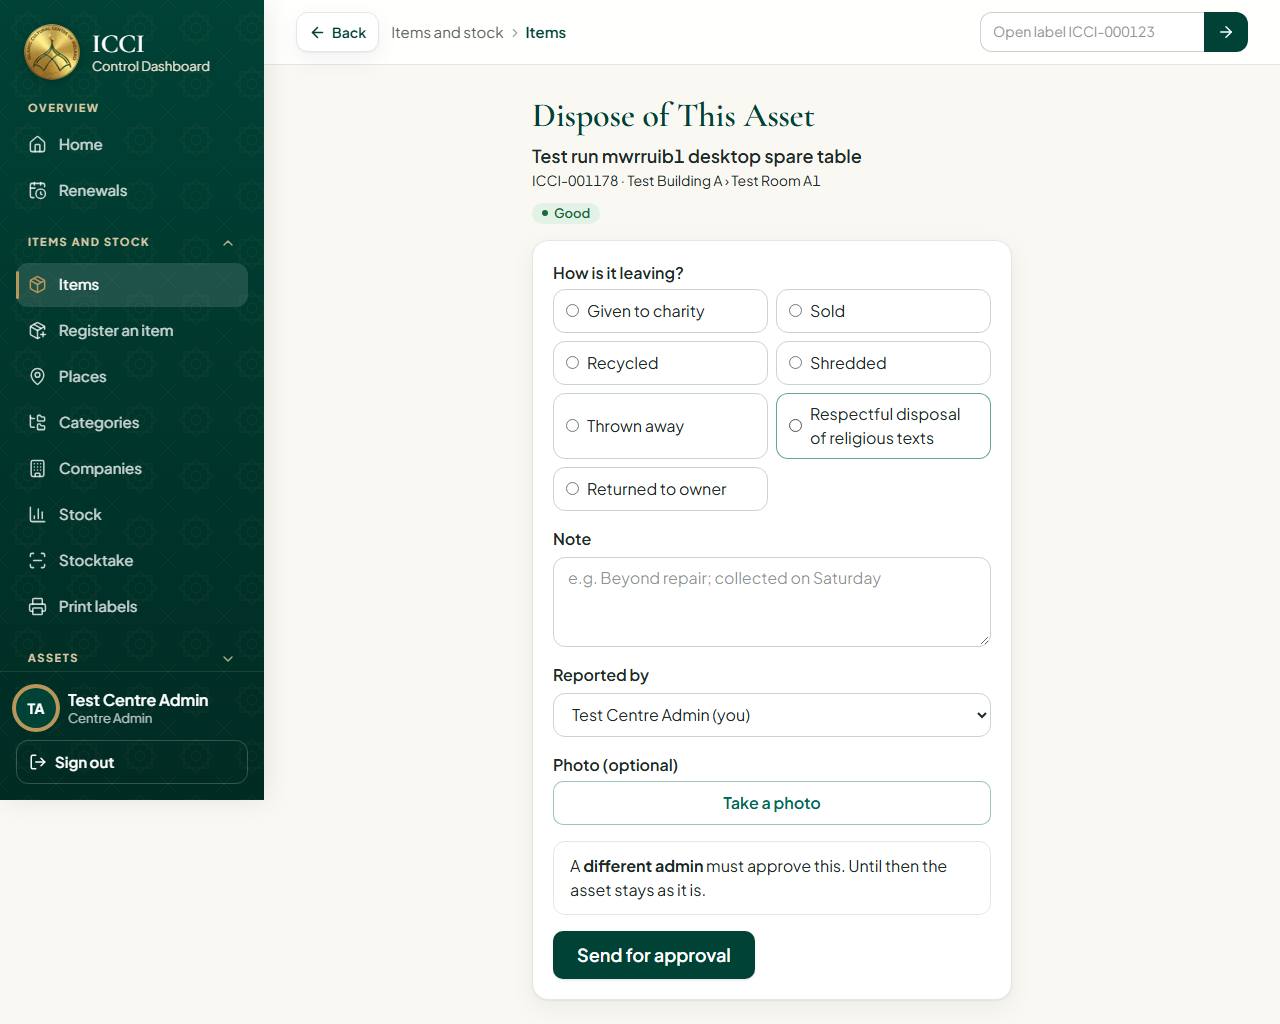 ICCI
Control Dashboard
OVERVIEW
Home
Renewals
ITEMS AND STOCK
Items
Register an item
Places
Categories
Companies
Stock
Stocktake
Print labels
ASSETS
TA
Test Centre Admin
Centre Admin
Sign out
Back
Items and stock › Items
Open label ICCI-000123
Dispose of This Asset
Test run mwrruib1 desktop spare table
ICCI-001178 · Test Building A › Test Room A1
Good
How is it leaving?
Given to charity
Sold
Recycled
Shredded
Thrown away
Respectful disposal
of religious texts
Returned to owner
Note
e.g. Beyond repair; collected on Saturday
Reported by
Test Centre Admin (you)
Photo (optional)
Take a photo
A different admin must approve this. Until then the
asset stays as it is.
Send for approval